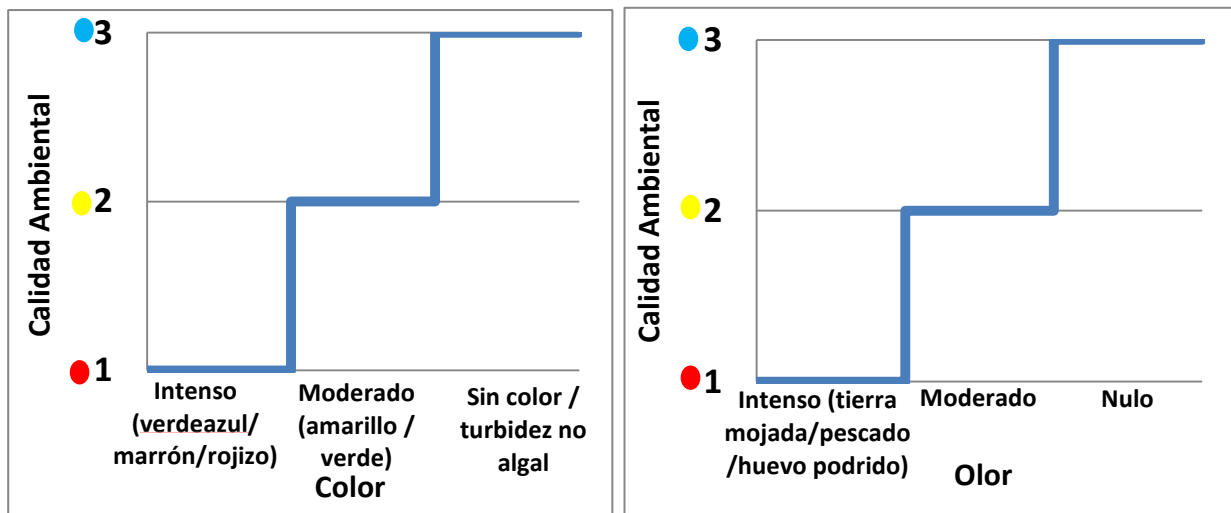 3
2
1
Calidad Ambiental
Intenso
(verdeazul/
marrón/rojizo)
Moderado
(amarillo /
verde)
Sin color /
turbidez no
algal
Color
3
2
1
Calidad Ambiental
Intenso (tierra
mojada/pescado
/huevo podrido)
Moderado
Nulo
Olor